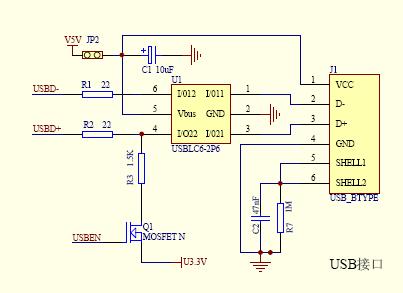 V5V JP2
C1 10uF
J1
U1
USBD- R1 22 6 I/O12 I/O11 1
5 Vbus GND 2
USBD+ R2 22 4 I/O22 I/O21 3
USBLC6-2P6
1 VCC
2 D-
3 D+
4 GND
5 SHELL1
6 SHELL2
USB_BTYPE
R3 1.5K
C2 47nF
R7 1M
Q1
MOSFET N
USBEN
U3.3V
USB接口